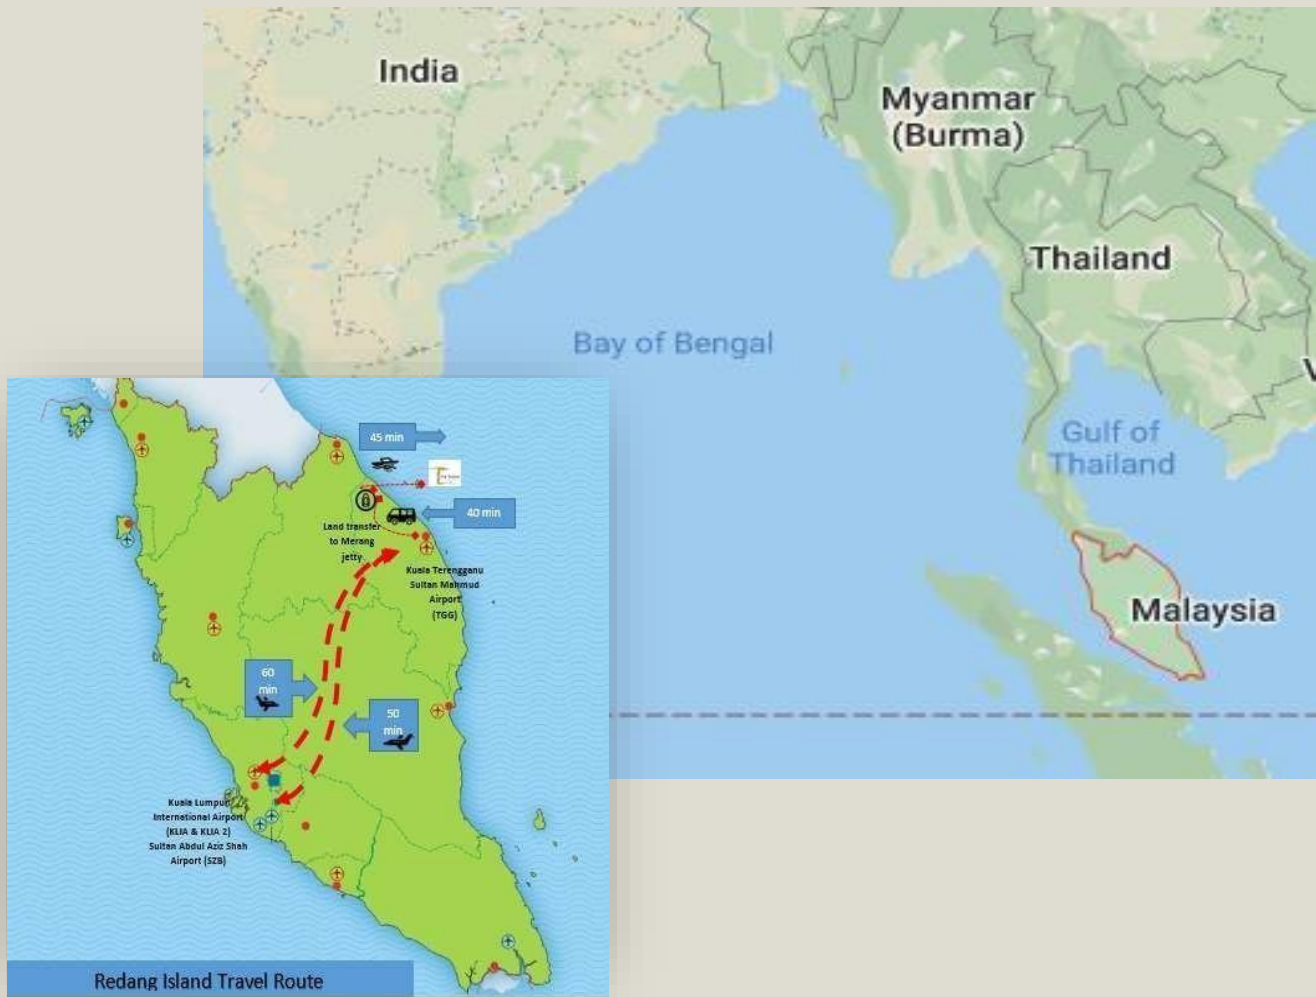 India
Myanmar
(Burma)
Thailand
Bay of Bengal
Gulf of
Thailand
V
Malaysia
45 min
40 min
Land transfer
to Merang
jetty
Kuala Terengganu
Sultan Mahmud
Airport
(TGG)
60
min
50
min
Kuala Lumpur
International Airport
(KLIA & KLIA 2)
Sultan Abdul Aziz Shah
Airport (SZB)
Redang Island Travel Route